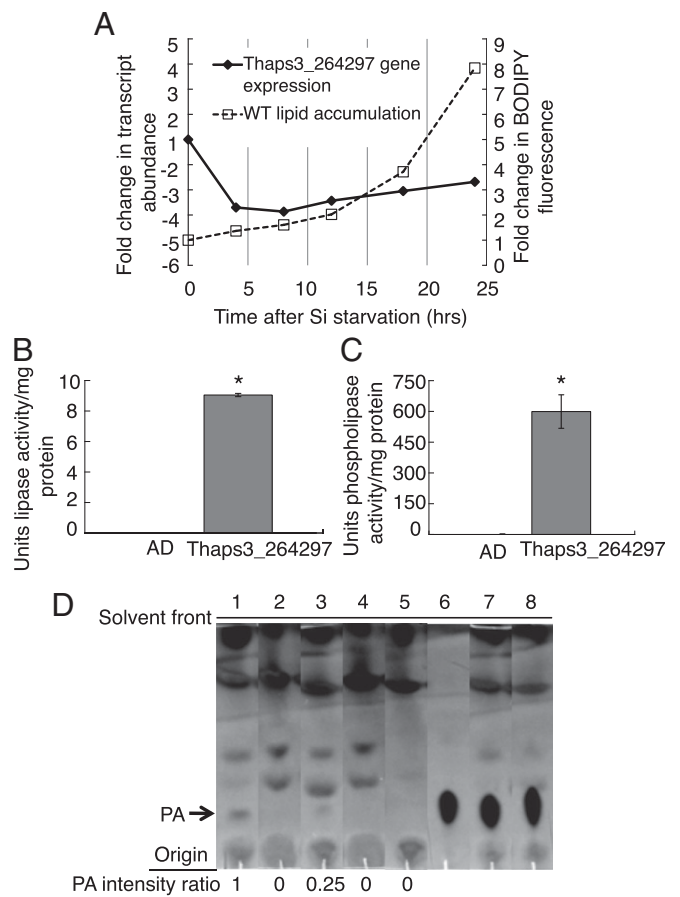 A
Fold change in transcript
abundance
5
4
3
2
1
-2
-3
-4
-5
-6
Thaps3_264297 gene
expression
WT lipid accumulation
9
8
7
6
5
4
3
2
1
0
Fold change in BODIPY
fluorescence
0 5 10 15 20 25
Time after Si starvation (hrs)
B
Units lipase activity/mg
protein
10
8
6
4
2
0
*
AD Thaps3_264297
C
Units phospholipase
activity/mg protein
750
600
450
300
150
0
*
AD Thaps3_264297
D
1 2 3 4 5 6 7 8
Solvent front
PA
Origin
PA intensity ratio 1 0 0.25 0 0